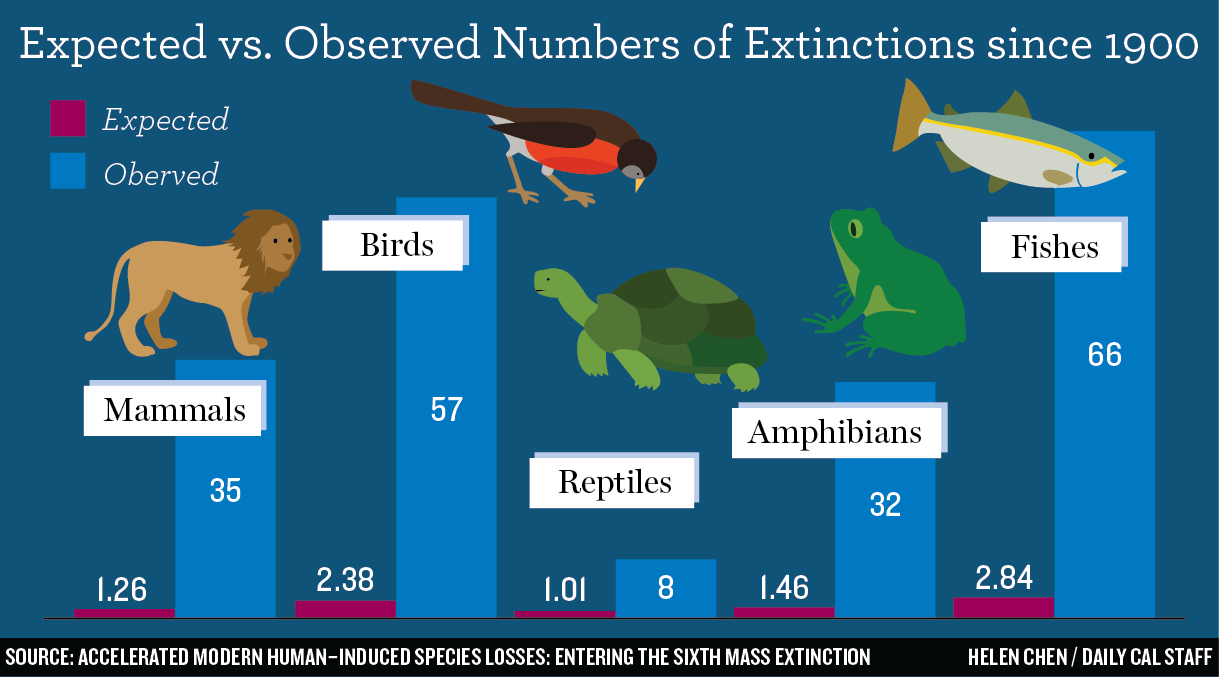 Expected vs. Observed Numbers of Extinctions since 1900
Expected
Oberved
Mammals
1.26
35
Birds
2.38
57
Reptiles
1.01
8
Amphibians
1.46
32
Fishes
2.84
66
SOURCE: ACCELERATED MODERN HUMAN–INDUCED SPECIES LOSSES: ENTERING THE SIXTH MASS EXTINCTION
HELEN CHEN / DAILY CAL STAFF